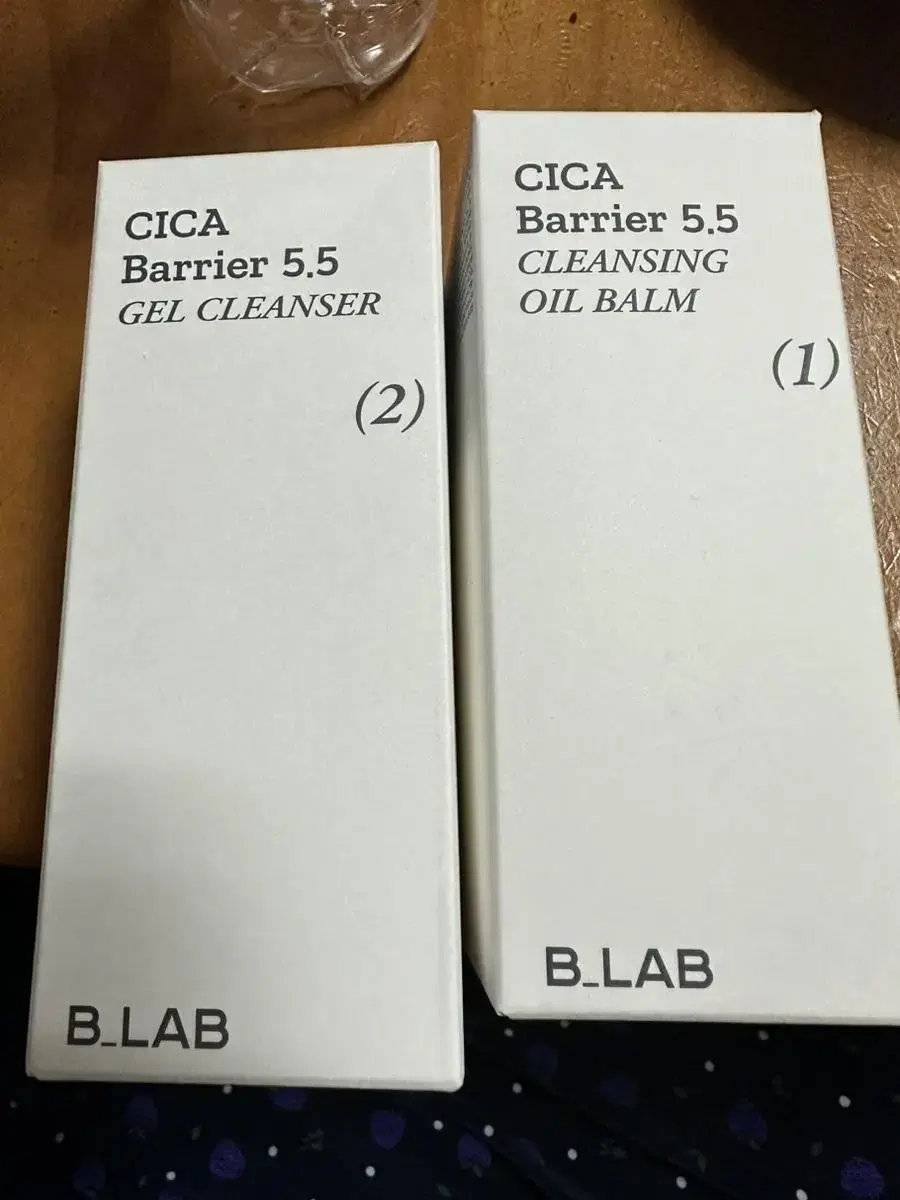 CICA
Barrier 5.5
GEL CLEANSER
(2)
B_LAB
CICA
Barrier 5.5
CLEANSING
OIL BALM
(1)
B_LAB